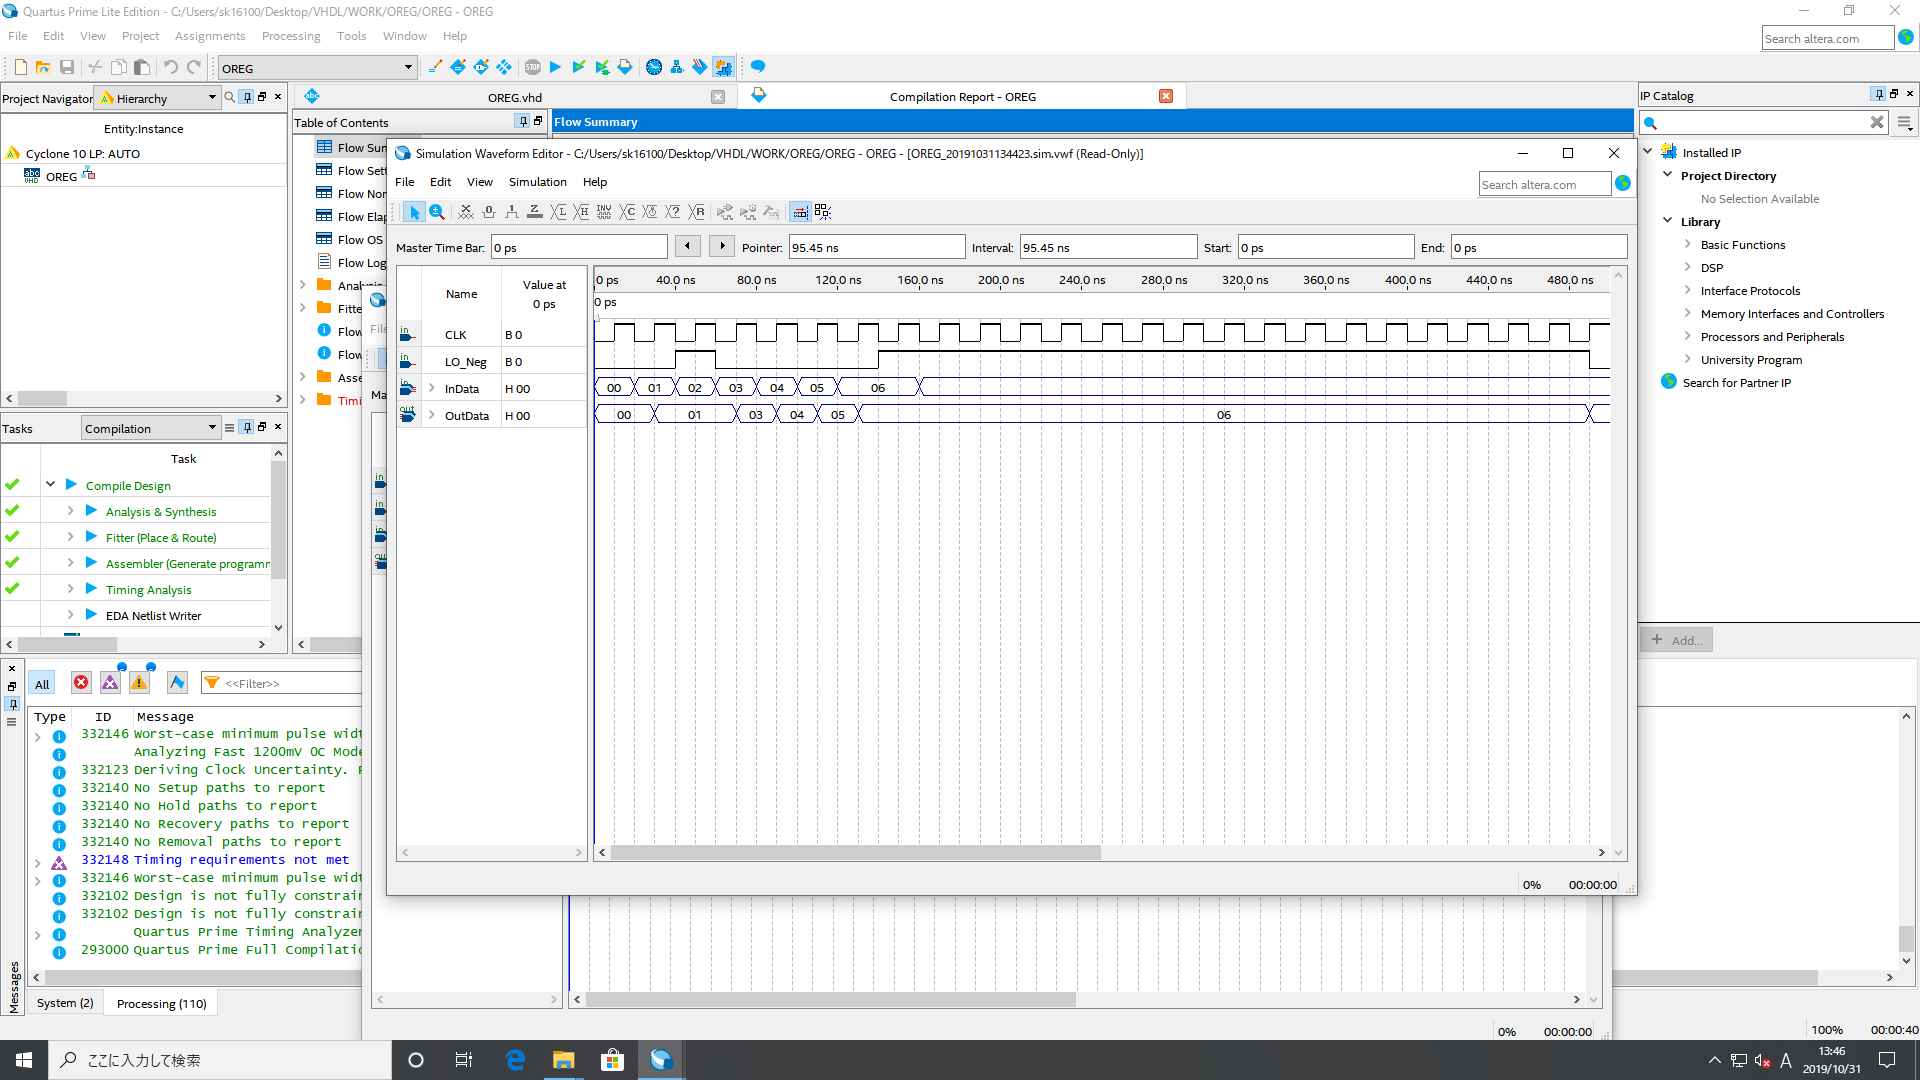 Quartus Prime Lite Edition - C:/Users/sk16100/Desktop/VHDL/WORK/OREG/OREG - OREG
File Edit View Project Assignments Processing Tools Window Help
Search altera.com
OREG
Project Navigator Hierarchy
OREG.vhd
Compilation Report - OREG
IP Catalog
Entity:Instance
Cyclone 10 LP: AUTO
OREG
Table of Contents
Flow Summary
Flow Sun
Flow Sett
Flow Nor
Flow Elap
Flow OS
Flow Log
Analysis
Fitte
Flow
Flow
Asse
Timi
Simulation Waveform Editor - C:/Users/sk16100/Desktop/VHDL/WORK/OREG/OREG - OREG - [OREG_20191031134423.sim.vwf (Read-Only)]
File Edit View Simulation Help
Search altera.com
Master Time Bar: 0 ps Pointer: 95.45 ns Interval: 95.45 ns Start: 0 ps End: 0 ps
Name
Value at
0 ps
0 ps 40.0 ns 80.0 ns 120.0 ns 160.0 ns 200.0 ns 240.0 ns 280.0 ns 320.0 ns 360.0 ns 400.0 ns 440.0 ns 480.0 ns
0 ps
in CLK B 0
in LO_Neg B 0
in InData H 00 00 01 02 03 04 05 06
out OutData H 00 00 01 03 04 05 06
File
Ma
in
in
in
out
0% 00:00:00
0% 00:00:00
Installed IP
Project Directory
No Selection Available
Library
Basic Functions
DSP
Interface Protocols
Memory Interfaces and Controllers
Processors and Peripherals
University Program
Search for Partner IP
+ Add...
Tasks Compilation
Task
Compile Design
Analysis & Synthesis
Fitter (Place & Route)
Assembler (Generate programm
Timing Analysis
EDA Netlist Writer
All
<<Filter>>
Type ID Message
332146 Worst-case minimum pulse widt
Analyzing Fast 1200mV 0C Mode
332123 Deriving Clock Uncertainty. P
332140 No Setup paths to report
332140 No Hold paths to report
332140 No Recovery paths to report
332140 No Removal paths to report
332148 Timing requirements not met
332146 Worst-case minimum pulse widt
332102 Design is not fully constrain
332102 Design is not fully constrain
Quartus Prime Timing Analyzer
293000 Quartus Prime Full Compilatio
Messages
System (2) Processing (110)
100% 00:00:40
ここに入力して検索
A
13:46
2019/10/31